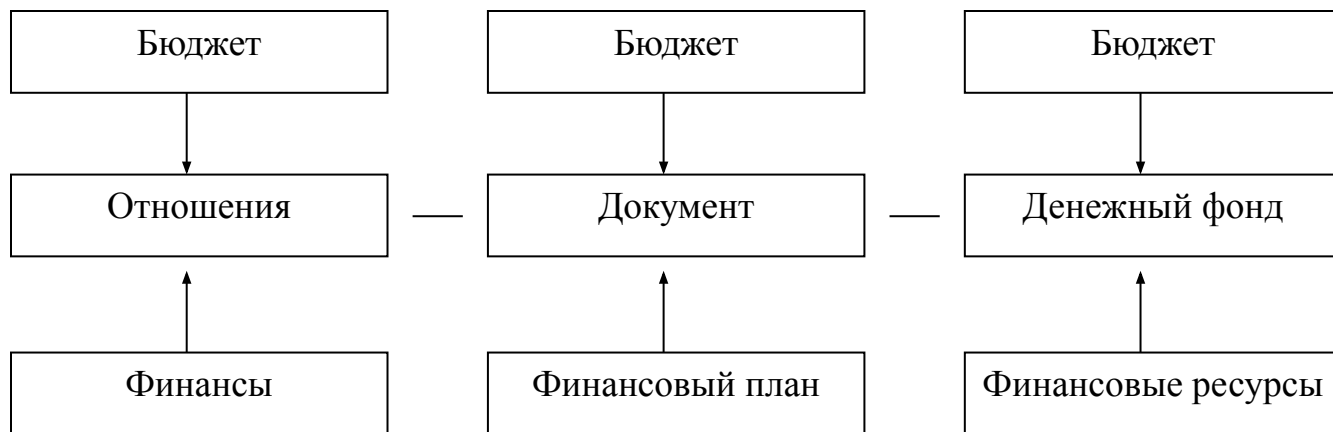 Бюджет
Бюджет
Бюджет
Отношения
Документ
Денежный фонд
Финансы
Финансовый план
Финансовые ресурсы